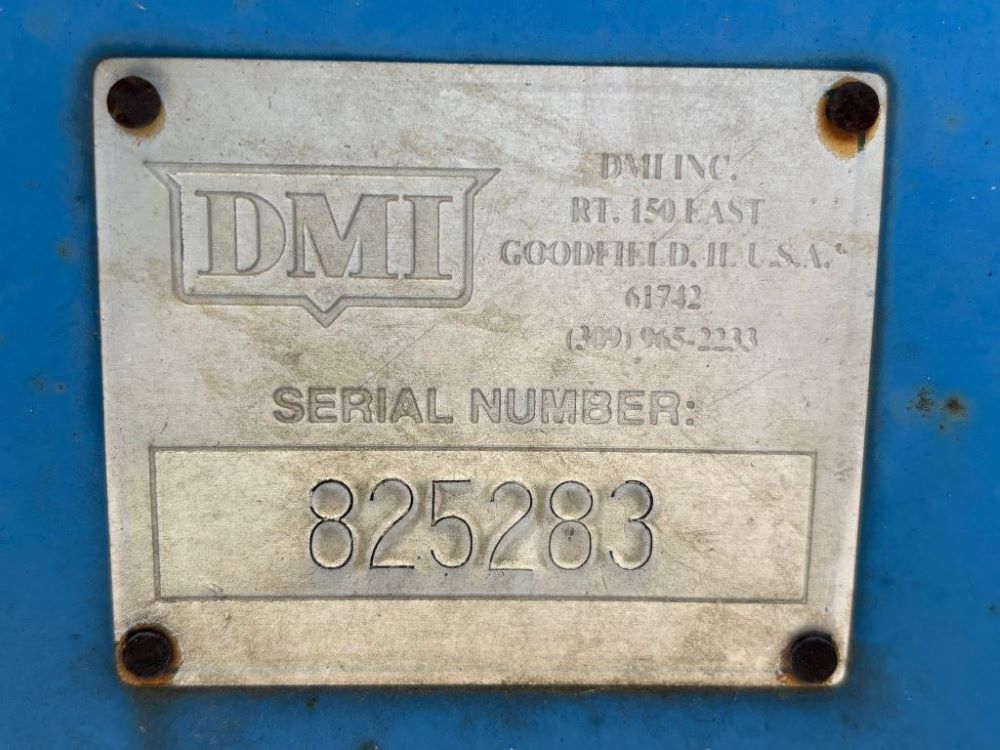 DMI
DMI INC.
RT. 150 EAST
GOODFIELD, IL U.S.A.
61742
(309) 965-2233
SERIAL NUMBER:
825283